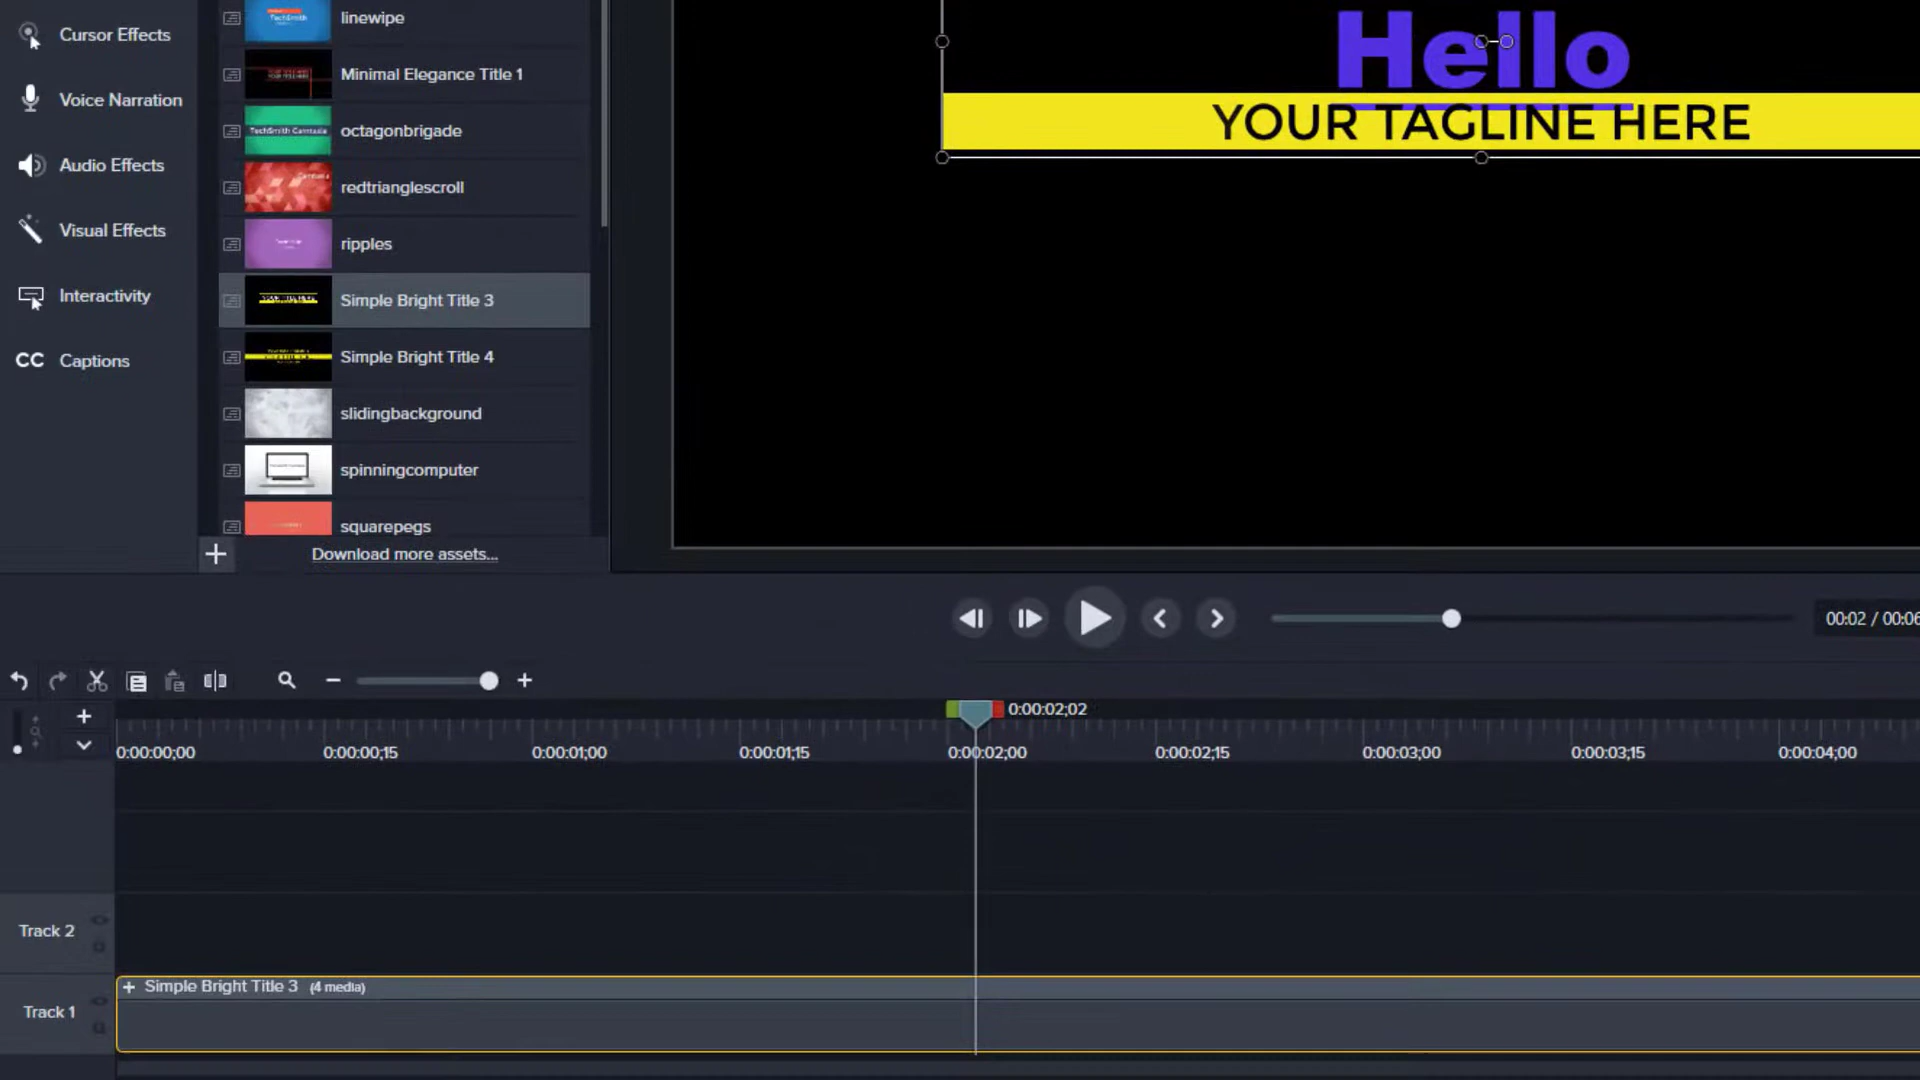 Cursor Effects
Voice Narration
Audio Effects
Visual Effects
Interactivity
CC Captions
linewipe
Minimal Elegance Title 1
octagonbrigade
redtrianglescroll
ripples
Simple Bright Title 3
Simple Bright Title 4
slidingbackground
spinningcomputer
squarepegs
Download more assets...
Hello
YOUR TAGLINE HERE
00:02 / 00:06
0:00:02;02
0:00:00;00
0:00:00;15
0:00:01;00
0:00:01;15
0:00:02;00
0:00:02;15
0:00:03;00
0:00:03;15
0:00:04;00
Track 2
Track 1
Simple Bright Title 3 (4 media)